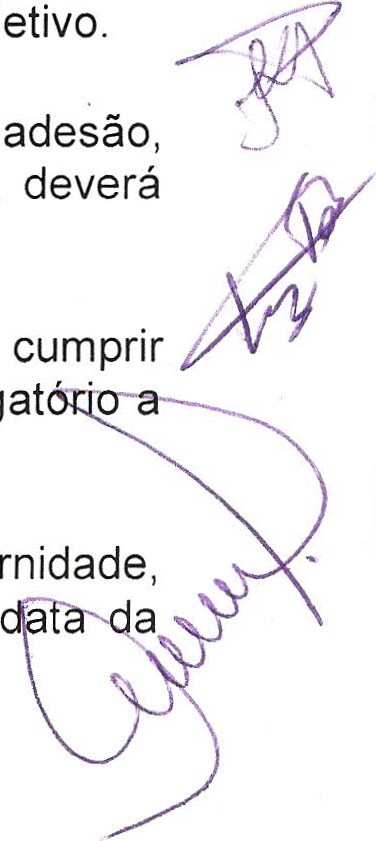 etivo.
adesão,
deverá
cumprir
gatório a
rnidade,
data da